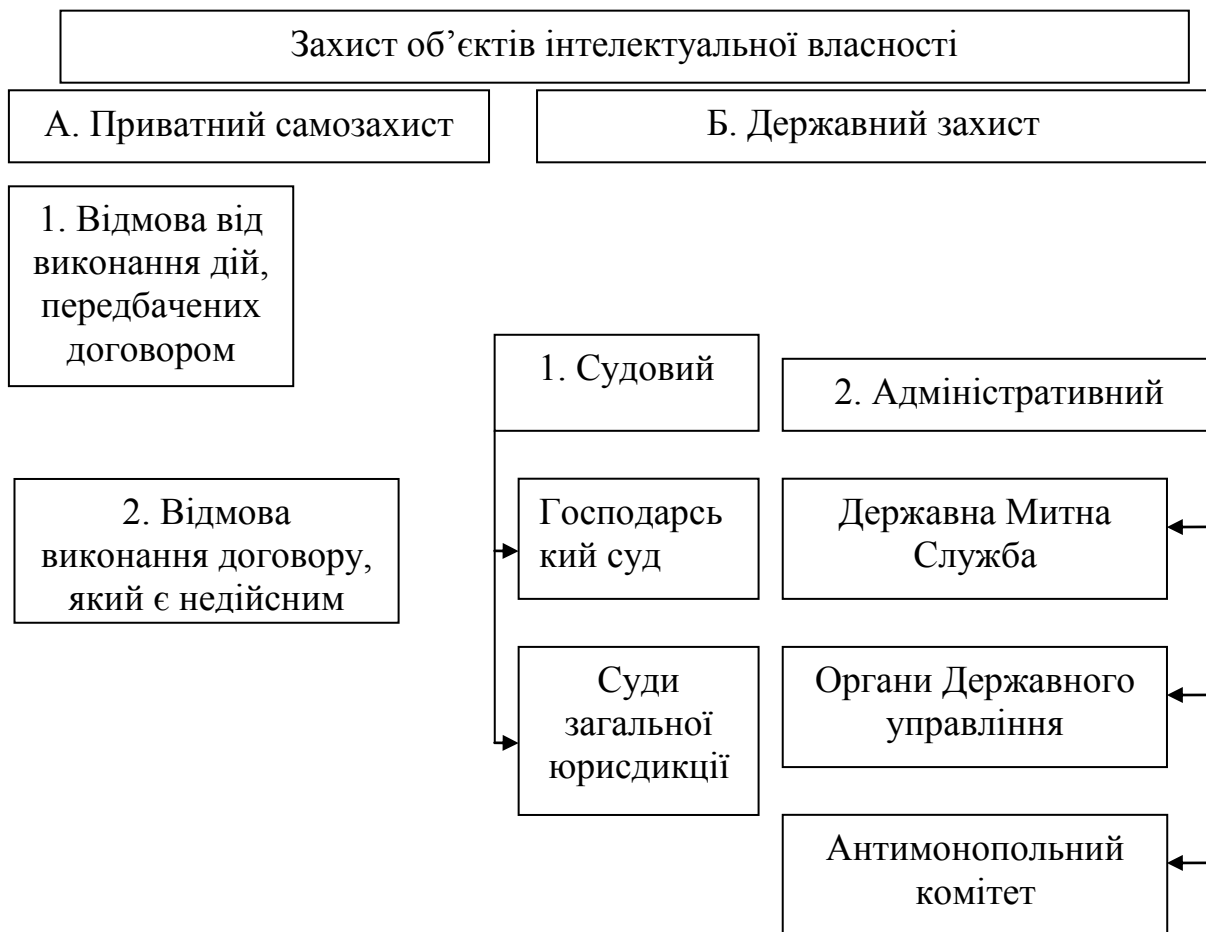 Захист об’єктів інтелектуальної власності
А. Приватний самозахист
Б. Державний захист
1. Відмова від
виконання дій,
передбачених
договором
2. Відмова
виконання договору,
який є недійсним
1. Судовий
Господарсь
кий суд
Суди
загальної
юрисдикції
2. Адміністративний
Державна Митна
Служба
Органи Державного
управління
Антимонопольний
комітет